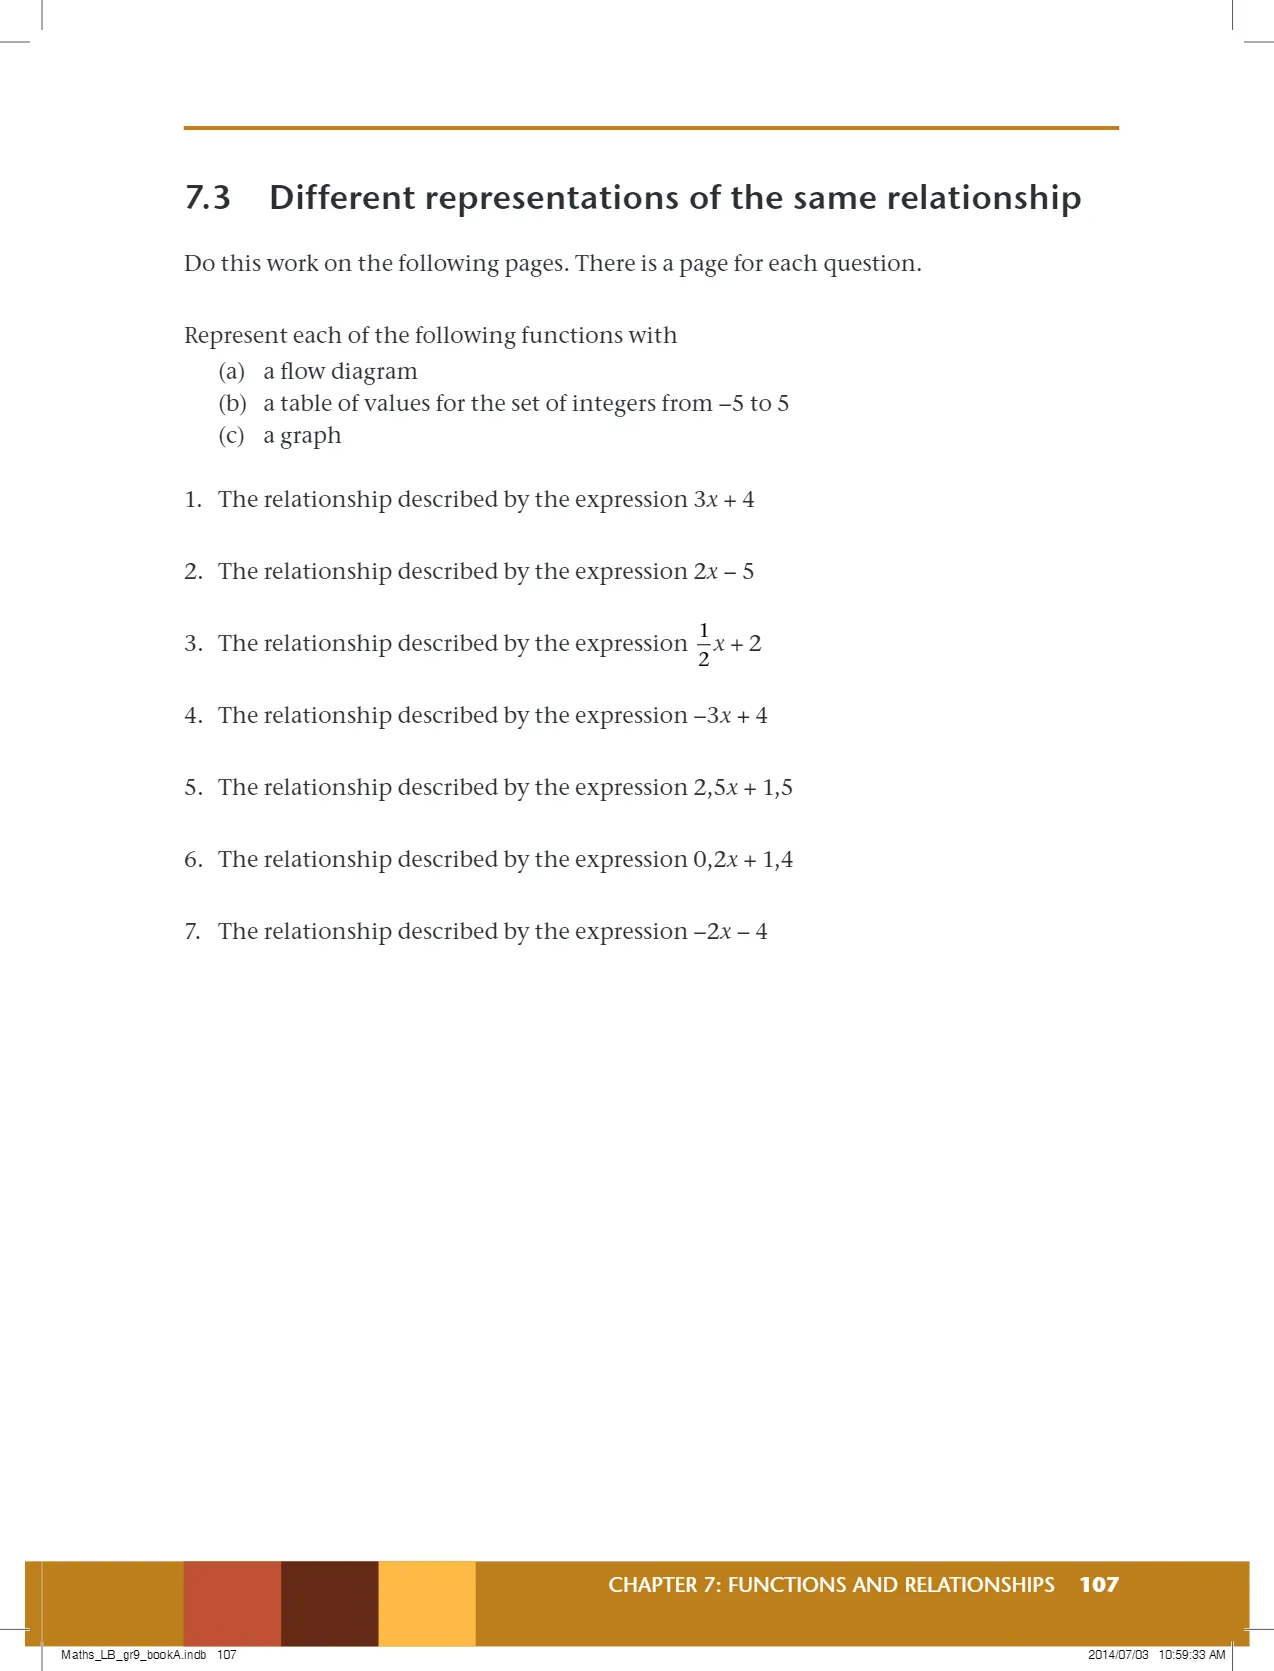 7.3 Different representations of the same relationship
Do this work on the following pages. There is a page for each question.
Represent each of the following functions with
(a) a flow diagram
(b) a table of values for the set of integers from –5 to 5
(c) a graph
1. The relationship described by the expression 3x + 4
2. The relationship described by the expression 2x – 5
3. The relationship described by the expression 1/2 x + 2
4. The relationship described by the expression –3x + 4
5. The relationship described by the expression 2,5x + 1,5
6. The relationship described by the expression 0,2x + 1,4
7. The relationship described by the expression –2x – 4
CHAPTER 7: FUNCTIONS AND RELATIONSHIPS 107
Maths_LB_gr9_bookA.indb 107 2014/07/03 10:59:33 AM